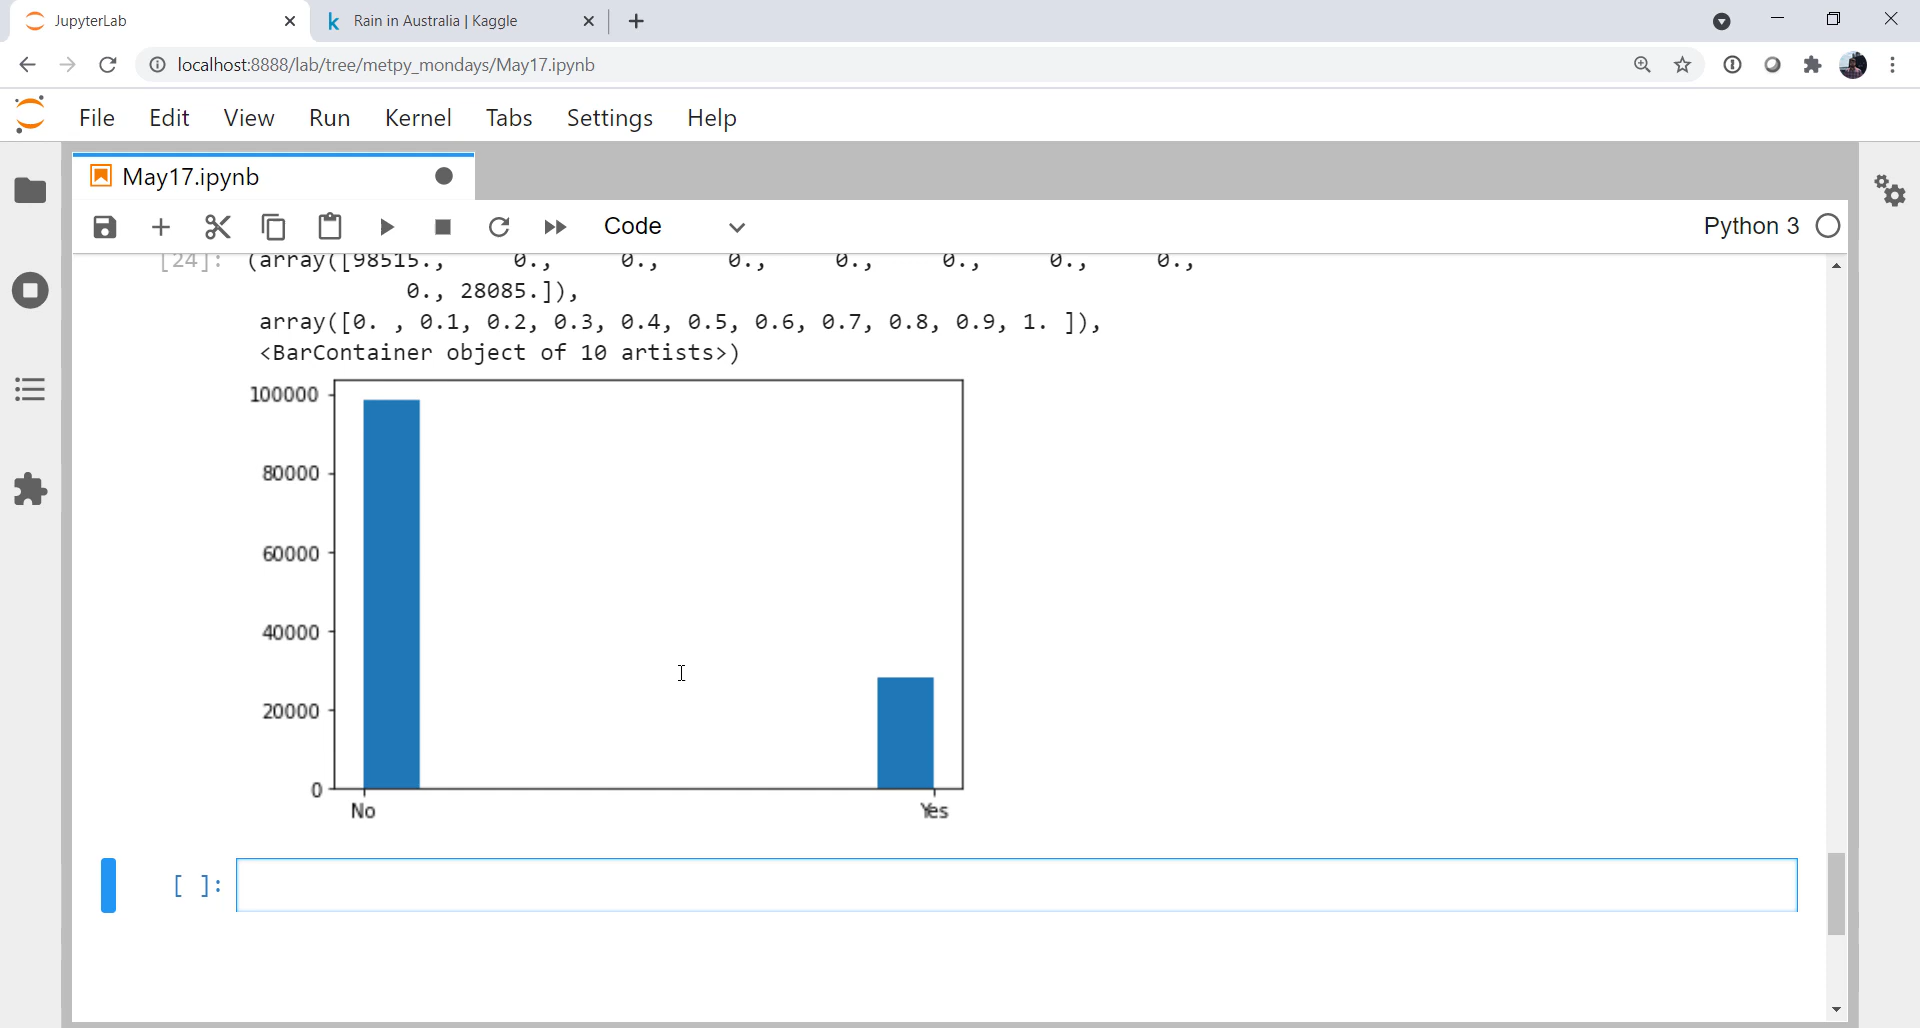 JupyterLab
Rain in Australia | Kaggle
localhost:8888/lab/tree/metpy_mondays/May17.ipynb
File Edit View Run Kernel Tabs Settings Help
May17.ipynb
Code
Python 3
[24]: (array([98515., 0., 0., 0., 0., 0., 0., 0.,
0., 28085.]),
array([0. , 0.1, 0.2, 0.3, 0.4, 0.5, 0.6, 0.7, 0.8, 0.9, 1. ]),
<BarContainer object of 10 artists>)
100000
80000
60000
40000
20000
0
No Yes
[ ]: